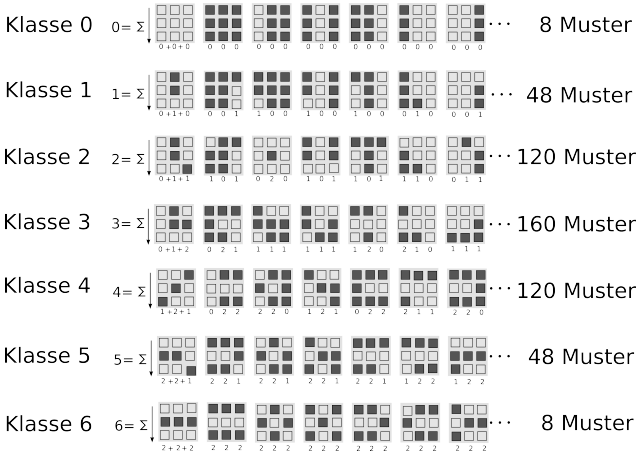 Klasse 0 0= Σ ··· 8 Muster
0+0+0 0 0 0 0 0 0 0 0 0 0 0 0 0 0 0 0 0 0
Klasse 1 1= Σ ··· 48 Muster
0+1+0 0 0 1 1 0 0 1 0 0 1 0 0 0 1 0 0 0 1
Klasse 2 2= Σ ··· 120 Muster
0+1+1 1 0 1 0 2 0 1 0 1 1 0 1 1 1 0 0 1 1
Klasse 3 3= Σ ··· 160 Muster
0+1+2 0 2 1 1 1 1 1 1 1 1 2 0 2 1 0 1 1 1
Klasse 4 4= Σ ··· 120 Muster
1+2+1 0 2 2 2 2 0 1 2 1 0 2 2 2 1 1 2 2 0
Klasse 5 5= Σ ··· 48 Muster
2+2+1 2 2 1 2 2 1 2 2 1 2 2 1 1 2 2 1 2 2
Klasse 6 6= Σ ··· 8 Muster
2+2+2 2 2 2 2 2 2 2 2 2 2 2 2 2 2 2 2 2 2